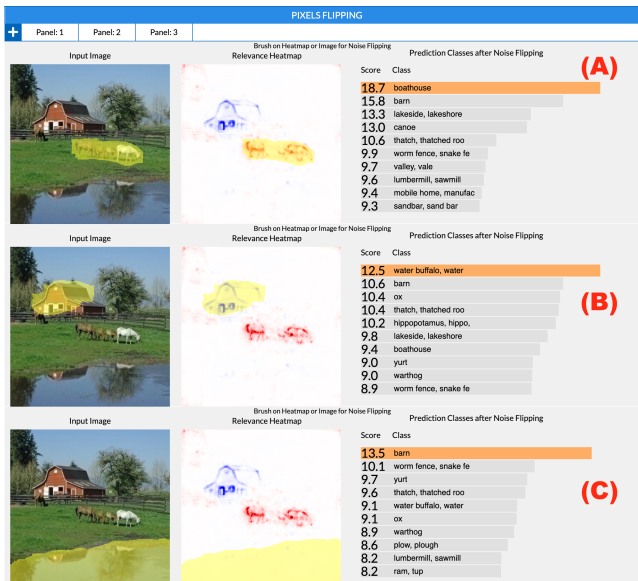 PIXELS FLIPPING
+ Panel: 1 Panel: 2 Panel: 3
Brush on Heatmap or Image for Noise Flipping
Input Image Relevance Heatmap Prediction Classes after Noise Flipping
(A)
Score Class
18.7 boathouse
15.8 barn
13.3 lakeside, lakeshore
13.0 canoe
10.6 thatch, thatched roo
9.9 worm fence, snake fe
9.7 valley, vale
9.6 lumbermill, sawmill
9.4 mobile home, manufac
9.3 sandbar, sand bar
Brush on Heatmap or Image for Noise Flipping
Input Image Relevance Heatmap Prediction Classes after Noise Flipping
Score Class
12.5 water buffalo, water
10.6 barn
(B)
10.4 ox
10.4 thatch, thatched roo
10.2 hippopotamus, hippo,
9.8 lakeside, lakeshore
9.4 boathouse
9.0 yurt
9.0 warthog
8.9 worm fence, snake fe
Brush on Heatmap or Image for Noise Flipping
Input Image Relevance Heatmap Prediction Classes after Noise Flipping
Score Class
13.5 barn
10.1 worm fence, snake fe
9.7 yurt
9.6 thatch, thatched roo
(C)
9.1 water buffalo, water
9.1 ox
8.9 warthog
8.6 plow, plough
8.2 lumbermill, sawmill
8.2 ram, tup